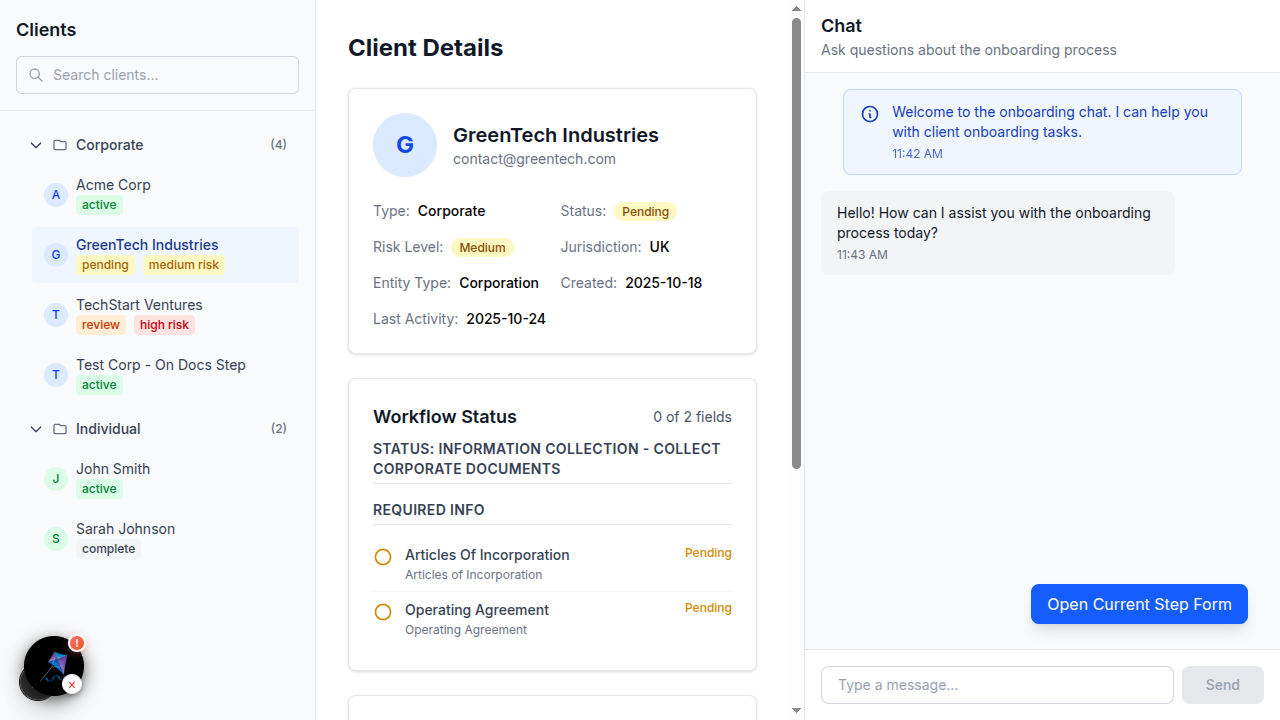 Clients
Search clients...
Corporate (4)
A Acme Corp
active
G GreenTech Industries
pending medium risk
T TechStart Ventures
review high risk
T Test Corp - On Docs Step
active
Individual (2)
J John Smith
active
S Sarah Johnson
complete
!
Client Details
G
GreenTech Industries
contact@greentech.com
Type: Corporate Status: Pending
Risk Level: Medium Jurisdiction: UK
Entity Type: Corporation Created: 2025-10-18
Last Activity: 2025-10-24
Workflow Status 0 of 2 fields
STATUS: INFORMATION COLLECTION - COLLECT
CORPORATE DOCUMENTS
REQUIRED INFO
Articles Of Incorporation Pending
Articles of Incorporation
Operating Agreement Pending
Operating Agreement
Chat
Ask questions about the onboarding process
Welcome to the onboarding chat. I can help you
with client onboarding tasks.
11:42 AM
Hello! How can I assist you with the onboarding
process today?
11:43 AM
Open Current Step Form
Type a message...
Send